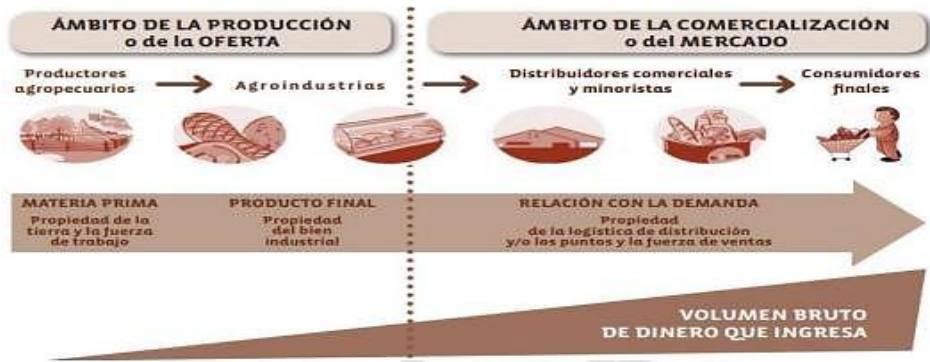 ÁMBITO DE LA PRODUCCIÓN
o de la OFERTA
ÁMBITO DE LA COMERCIALIZACIÓN
o del MERCADO
Productores
agropecuarios
Agroindustrias
Distribuidores comerciales
y minoristas
Consumidores
finales
MATERIA PRIMA
Propiedad de la
tierra y la fuerza
de trabajo
PRODUCTO FINAL
Propiedad
del bien
industrial
RELACIÓN CON LA DEMANDA
Propiedad
de la logística de distribución
y/o los puntos y la fuerza de ventas
VOLUMEN BRUTO
DE DINERO QUE INGRESA